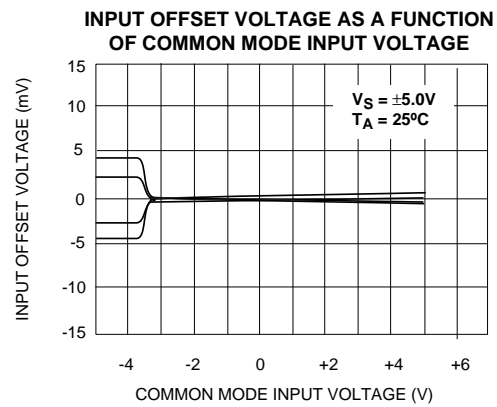 INPUT OFFSET VOLTAGE AS A FUNCTION
OF COMMON MODE INPUT VOLTAGE
INPUT OFFSET VOLTAGE (mV)
15
10
5
0
-5
-10
-15
VS = ±5.0V
TA = 25ºC
-4 -2 0 +2 +4 +6
COMMON MODE INPUT VOLTAGE (V)